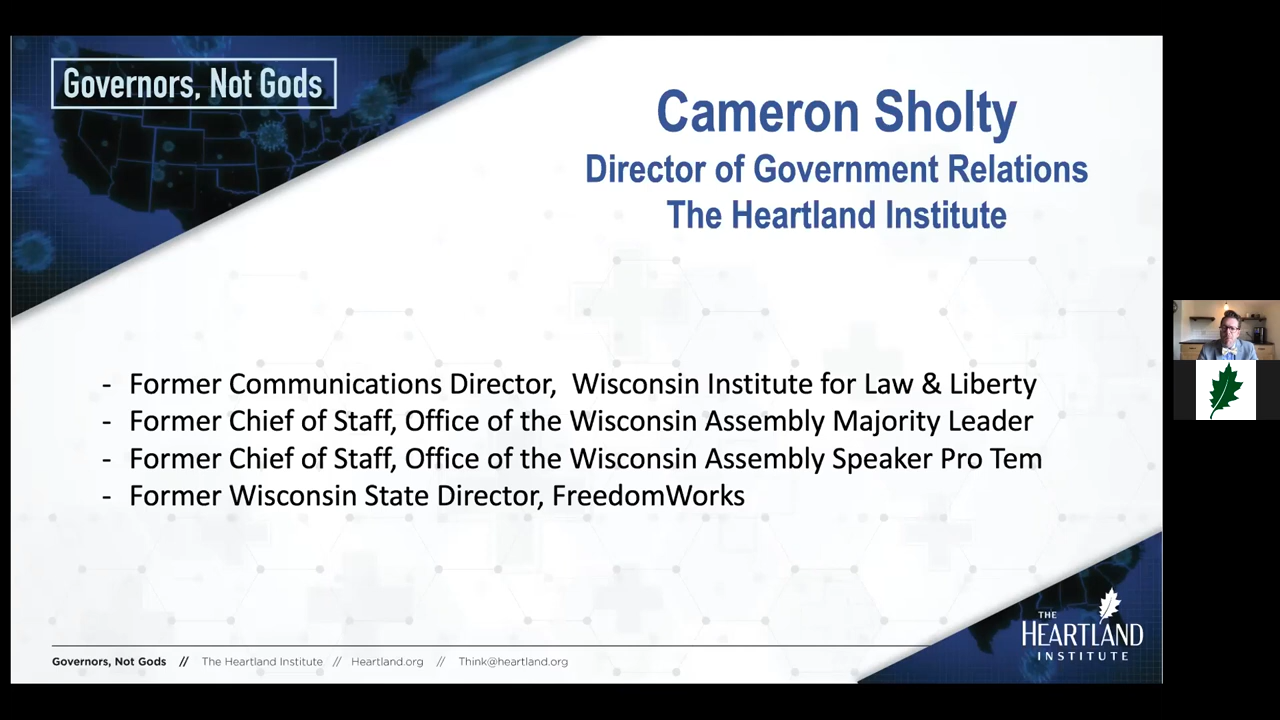 Governors, Not Gods
Cameron Sholty
Director of Government Relations
The Heartland Institute
- Former Communications Director,  Wisconsin Institute for Law & Liberty
- Former Chief of Staff, Office of the Wisconsin Assembly Majority Leader
- Former Chief of Staff, Office of the Wisconsin Assembly Speaker Pro Tem
- Former Wisconsin State Director, FreedomWorks
Governors, Not Gods // The Heartland Institute // Heartland.org // Think@heartland.org
THE
HEARTLAND
INSTITUTE